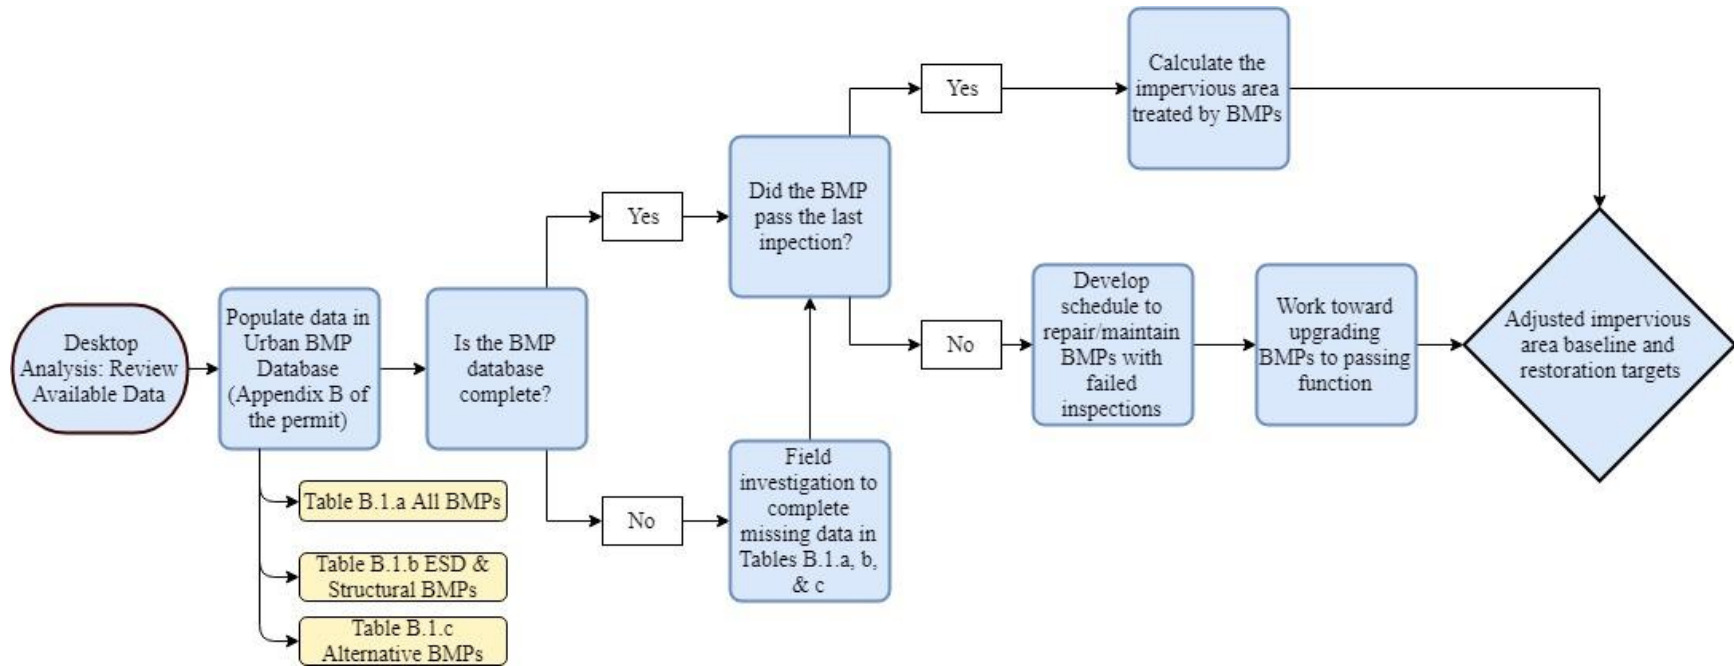 Desktop
Analysis: Review
Available Data
Populate data in
Urban BMP
Database
(Appendix B of
the permit)
Table B.1.a All BMPs
Table B.1.b ESD &
Structural BMPs
Table B.1.c
Alternative BMPs
Is the BMP
database
complete?
Yes
No
Field
investigation to
complete
missing data in
Tables B.1.a, b,
& c
Did the BMP
pass the last
inpection?
Yes
Calculate the
impervious area
treated by BMPs
No
Develop
schedule to
repair/maintain
BMPs with
failed
inspections
Work toward
upgrading
BMPs to passing
function
Adjusted impervious
area baseline and
restoration targets